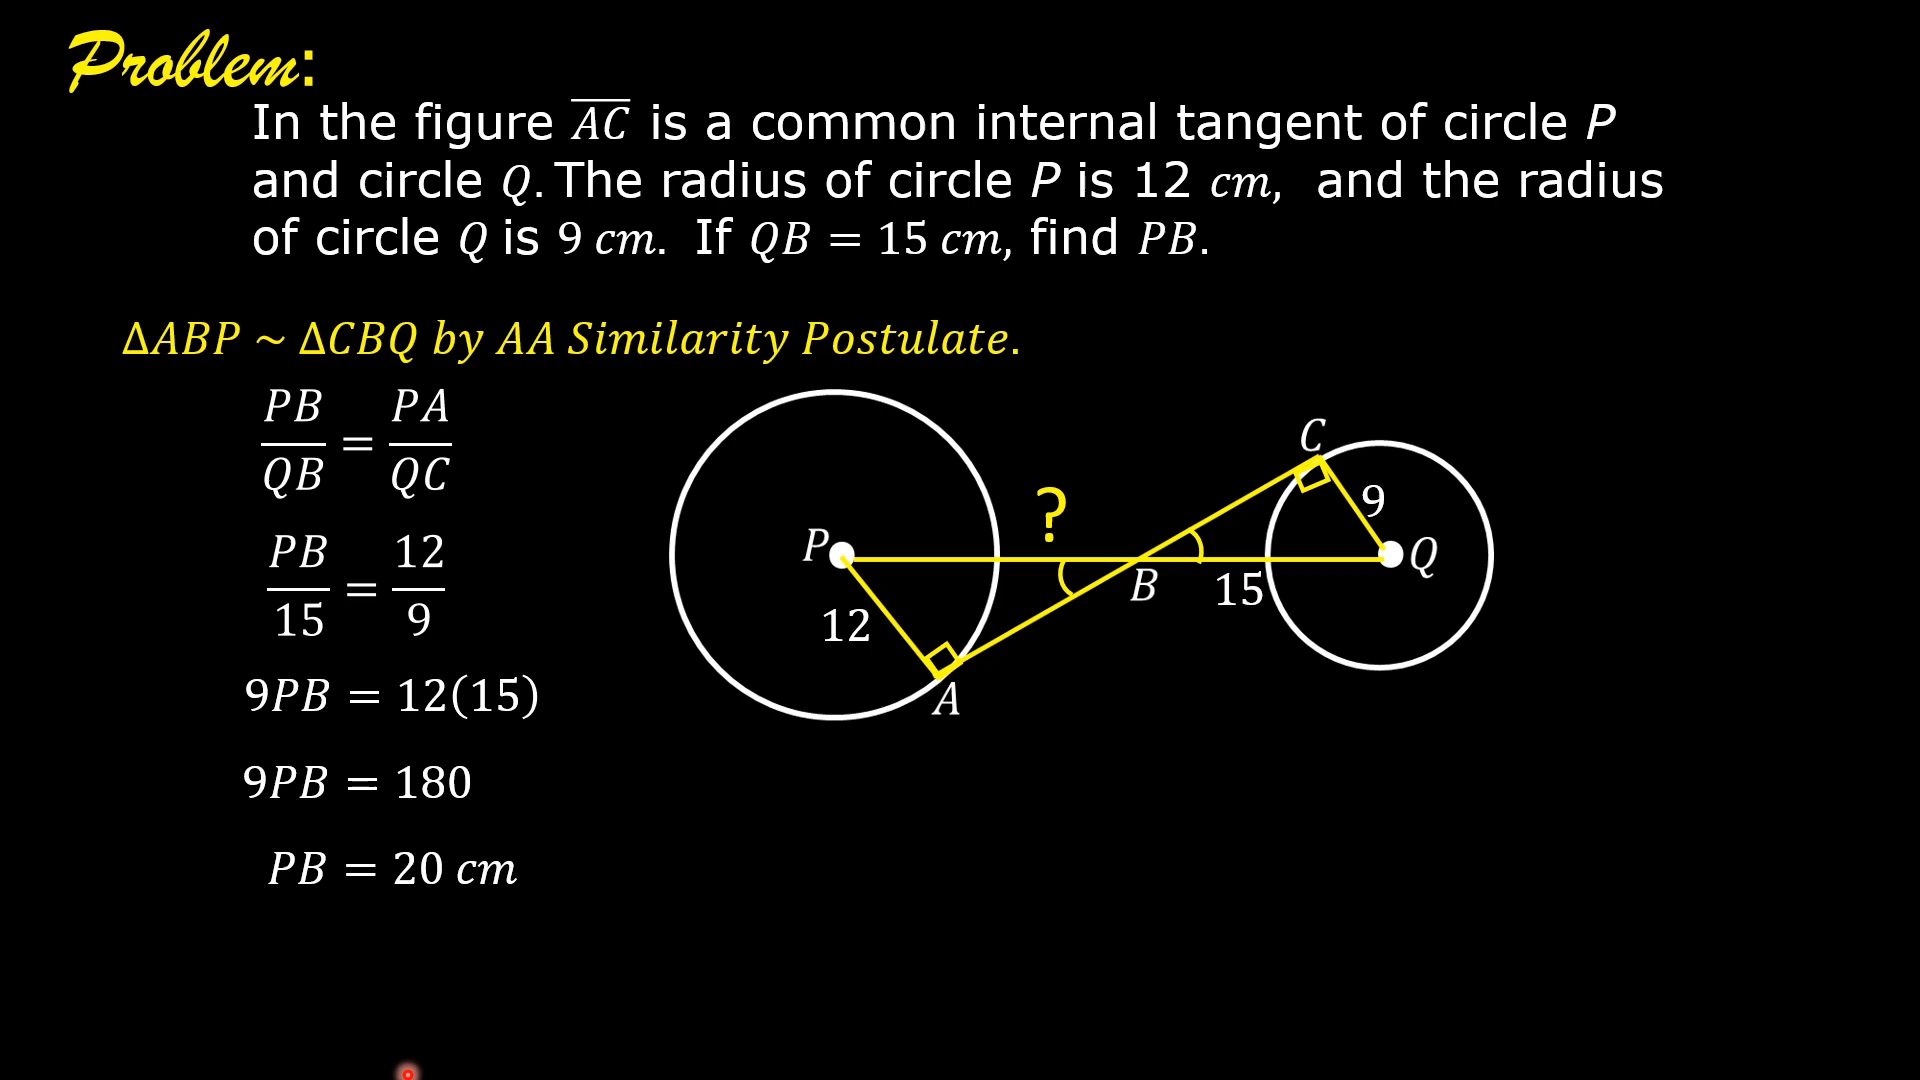 Problem:
In the figure A͞C͞ is a common internal tangent of circle P
and circle Q. The radius of circle P is 12 cm, and the radius
of circle Q is 9 cm. If QB = 15 cm, find PB.
ΔABP ~ ΔCBQ by AA Similarity Postulate.
PB/QB = PA/QC
PB/15 = 12/9
9PB = 12(15)
9PB = 180
PB = 20 cm
C
9
?
P
Q
B
15
12
A